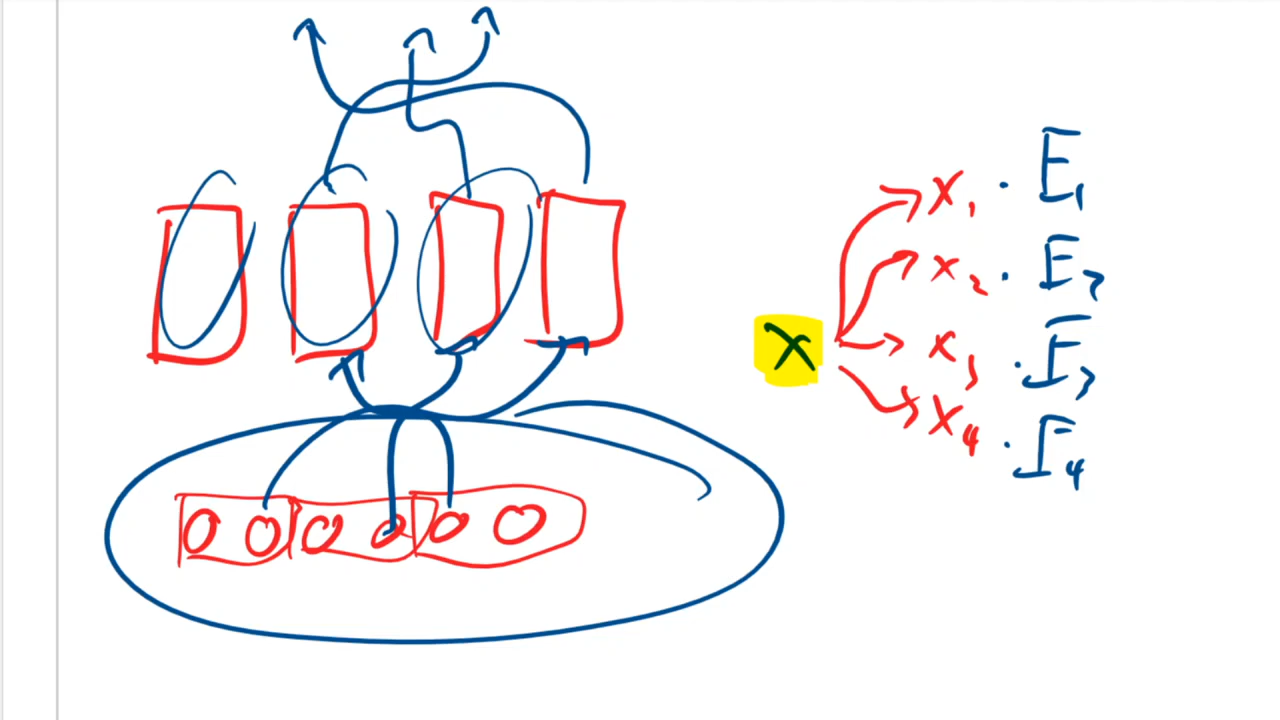 x₁ · E₁
x₂ · E₂
x
x₃ · E₃
x₄ · E₄